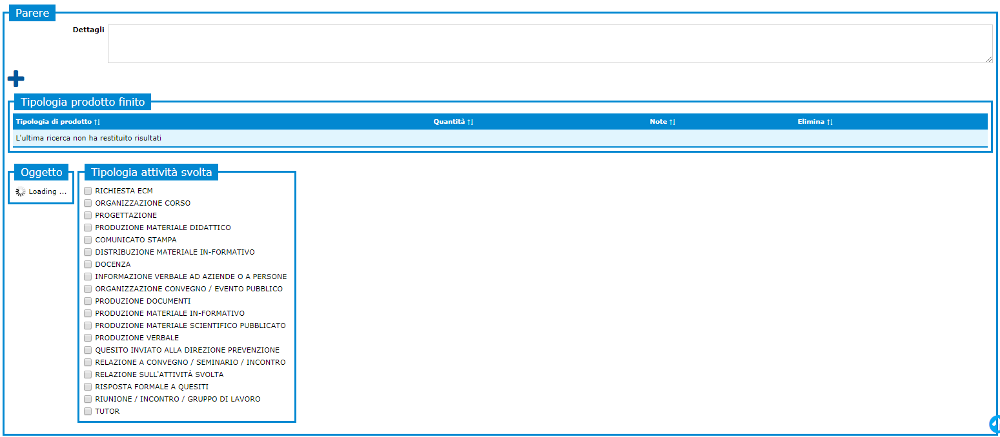 Parere
Dettagli
Tipologia prodotto finito
Tipologia di prodotto Quantità Note Elimina
L'ultima ricerca non ha restituito risultati
Oggetto
Loading ...
Tipologia attività svolta
RICHIESTA ECM
ORGANIZZAZIONE CORSO
PROGETTAZIONE
PRODUZIONE MATERIALE DIDATTICO
COMUNICATO STAMPA
DISTRIBUZIONE MATERIALE IN-FORMATIVO
DOCENZA
INFORMAZIONE VERBALE AD AZIENDE O A PERSONE
ORGANIZZAZIONE CONVEGNO / EVENTO PUBBLICO
PRODUZIONE DOCUMENTI
PRODUZIONE MATERIALE IN-FORMATIVO
PRODUZIONE MATERIALE SCIENTIFICO PUBBLICATO
PRODUZIONE VERBALE
QUESITO INVIATO ALLA DIREZIONE PREVENZIONE
RELAZIONE A CONVEGNO / SEMINARIO / INCONTRO
RELAZIONE SULL'ATTIVITÀ SVOLTA
RISPOSTA FORMALE A QUESITI
RIUNIONE / INCONTRO / GRUPPO DI LAVORO
TUTOR